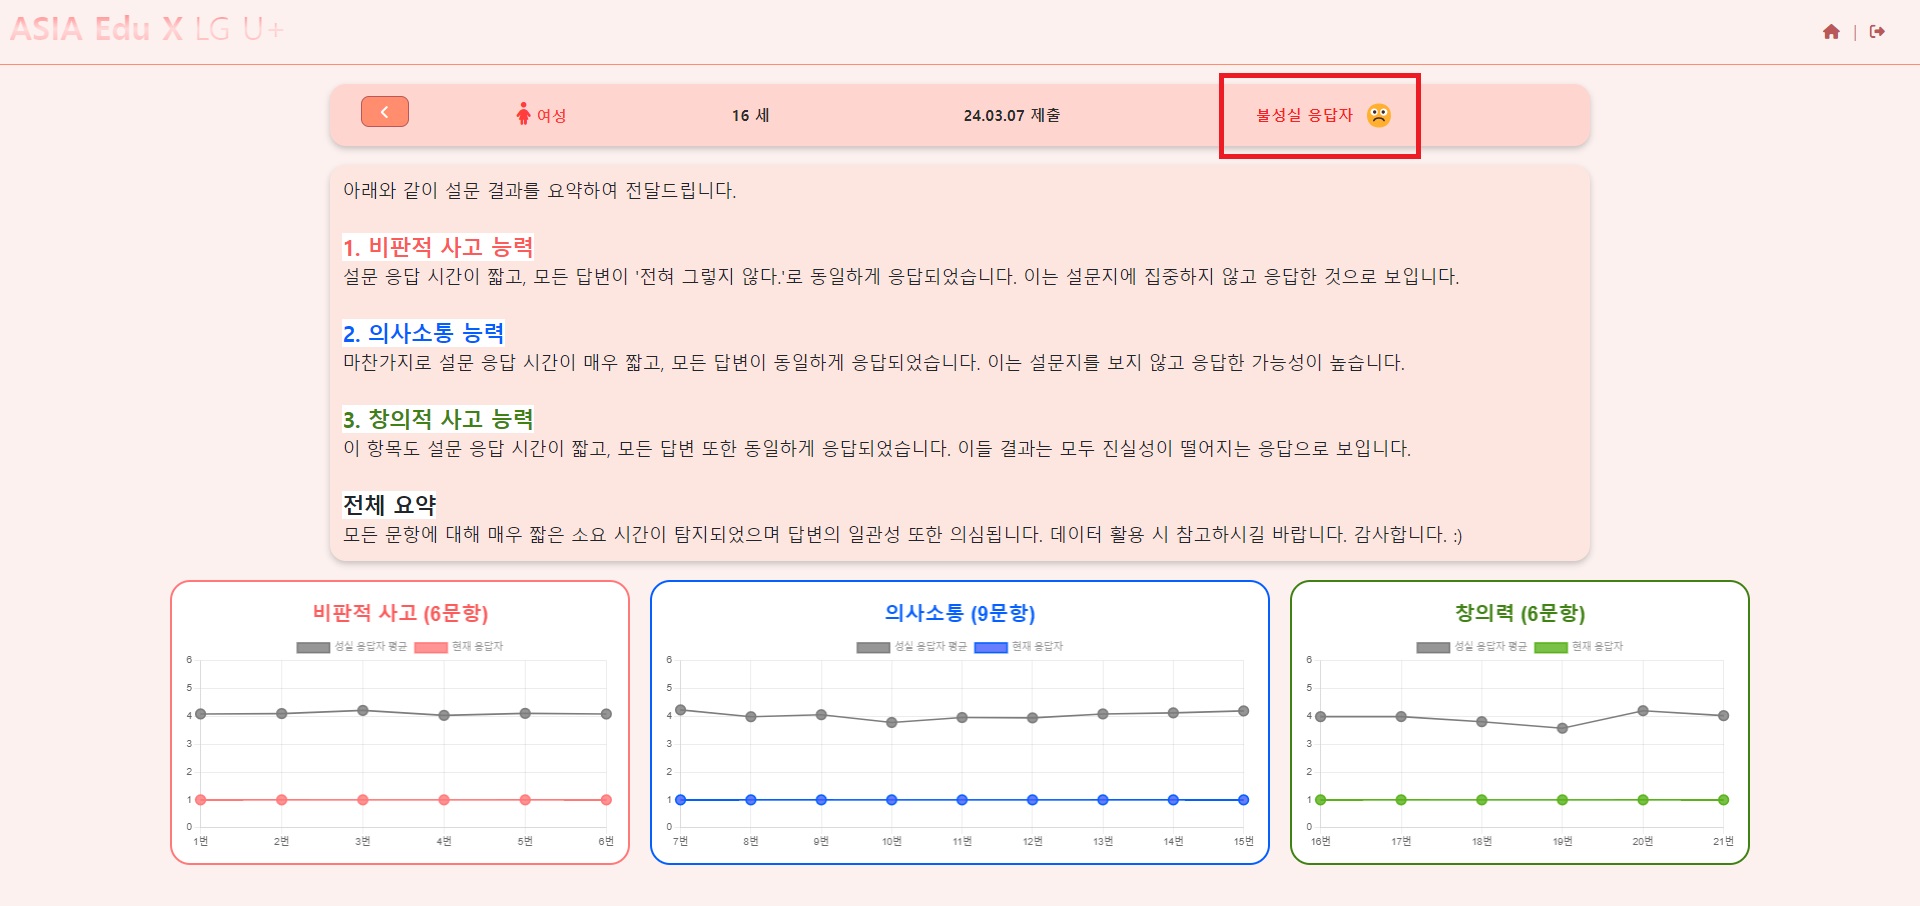 ASIA Edu X LG U+
|
여성
16 세
24.03.07 제출
불성실 응답자
아래와 같이 설문 결과를 요약하여 전달드립니다.
1. 비판적 사고 능력
설문 응답 시간이 짧고, 모든 답변이 '전혀 그렇지 않다.'로 동일하게 응답되었습니다. 이는 설문지에 집중하지 않고 응답한 것으로 보입니다.
2. 의사소통 능력
마찬가지로 설문 응답 시간이 매우 짧고, 모든 답변이 동일하게 응답되었습니다. 이는 설문지를 보지 않고 응답한 가능성이 높습니다.
3. 창의적 사고 능력
이 항목도 설문 응답 시간이 짧고, 모든 답변 또한 동일하게 응답되었습니다. 이들 결과는 모두 진실성이 떨어지는 응답으로 보입니다.
전체 요약
모든 문항에 대해 매우 짧은 소요 시간이 탐지되었으며 답변의 일관성 또한 의심됩니다. 데이터 활용 시 참고하시길 바랍니다. 감사합니다. :)
비판적 사고 (6문항)
성실 응답자 평균 현재 응답자
6
5
4
3
2
1
0
1번 2번 3번 4번 5번 6번
의사소통 (9문항)
성실 응답자 평균 현재 응답자
6
5
4
3
2
1
0
7번 8번 9번 10번 11번 12번 13번 14번 15번
창의력 (6문항)
성실 응답자 평균 현재 응답자
6
5
4
3
2
1
0
16번 17번 18번 19번 20번 21번